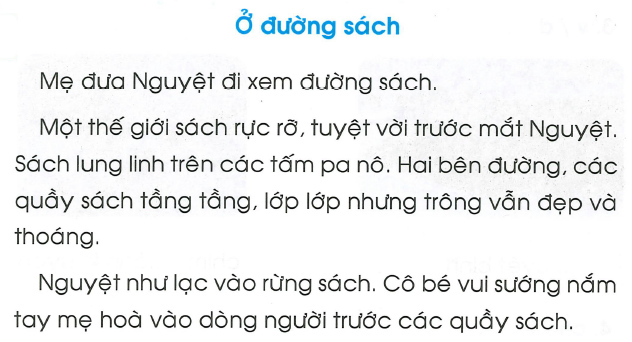 Ở đường sách
Mẹ đưa Nguyệt đi xem đường sách.
Một thế giới sách rực rỡ, tuyệt vời trước mắt Nguyệt.
Sách lung linh trên các tấm pa nô. Hai bên đường, các
quầy sách tầng tầng, lớp lớp nhưng trông vẫn đẹp và
thoáng.
Nguyệt như lạc vào rừng sách. Cô bé vui sướng nắm
tay mẹ hoà vào dòng người trước các quầy sách.